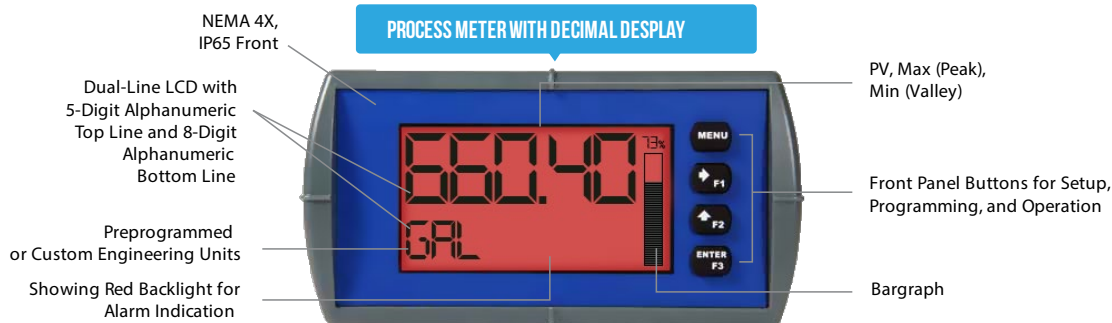 PROCESS METER WITH DECIMAL DESPLAY
NEMA 4X,
IP65 Front
Dual-Line LCD with
5-Digit Alphanumeric
Top Line and 8-Digit
Alphanumeric
Bottom Line
Preprogrammed
or Custom Engineering Units
Showing Red Backlight for
Alarm Indication
660.40
73%
GAL
MENU
F1
F2
ENTER
F3
PV, Max (Peak),
Min (Valley)
Front Panel Buttons for Setup,
Programming, and Operation
Bargraph